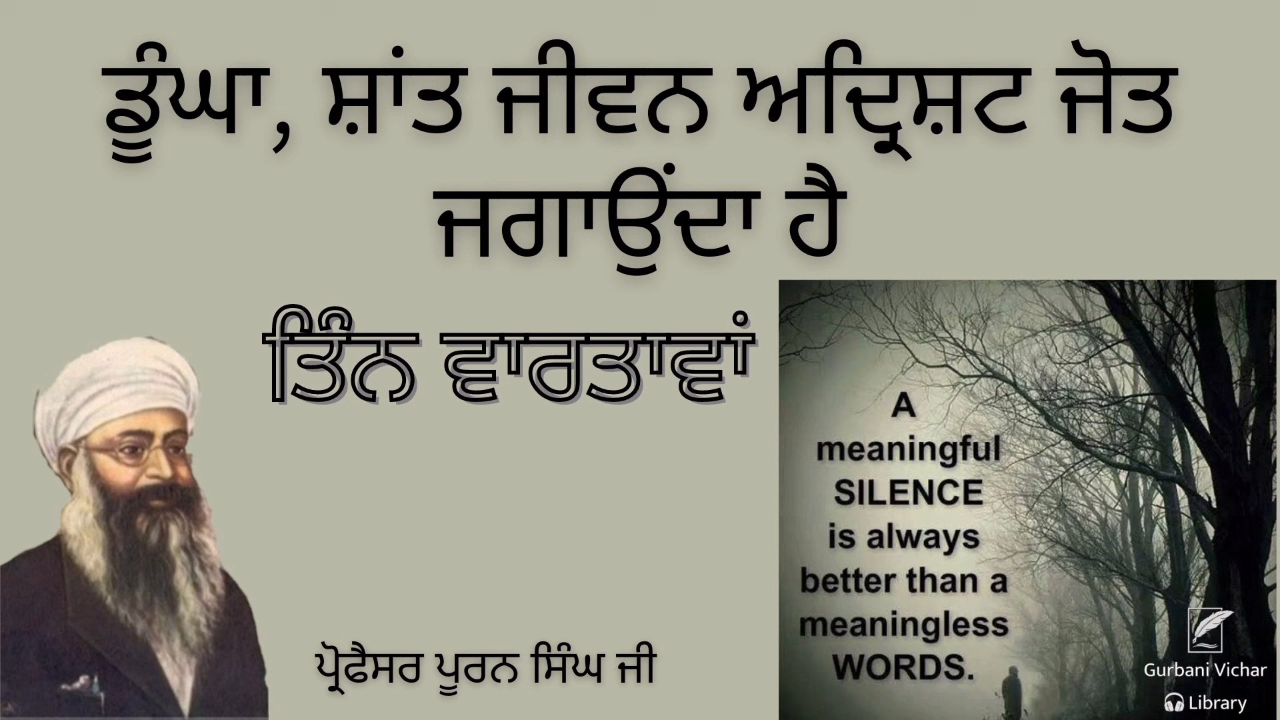 ਡੂੰਘਾ, ਸ਼ਾਂਤ ਜੀਵਨ ਅਦ੍ਰਿਸ਼ਟ ਜੋਤ
ਜਗਾਉਂਦਾ ਹੈ
ਤਿੰਨ ਵਾਰਤਾਵਾਂ
ਪ੍ਰੋਫੈਸਰ ਪੂਰਨ ਸਿੰਘ ਜੀ
A
meaningful
SILENCE
is always
better than a
meaningless
WORDS.
Gurbani Vichar
Library